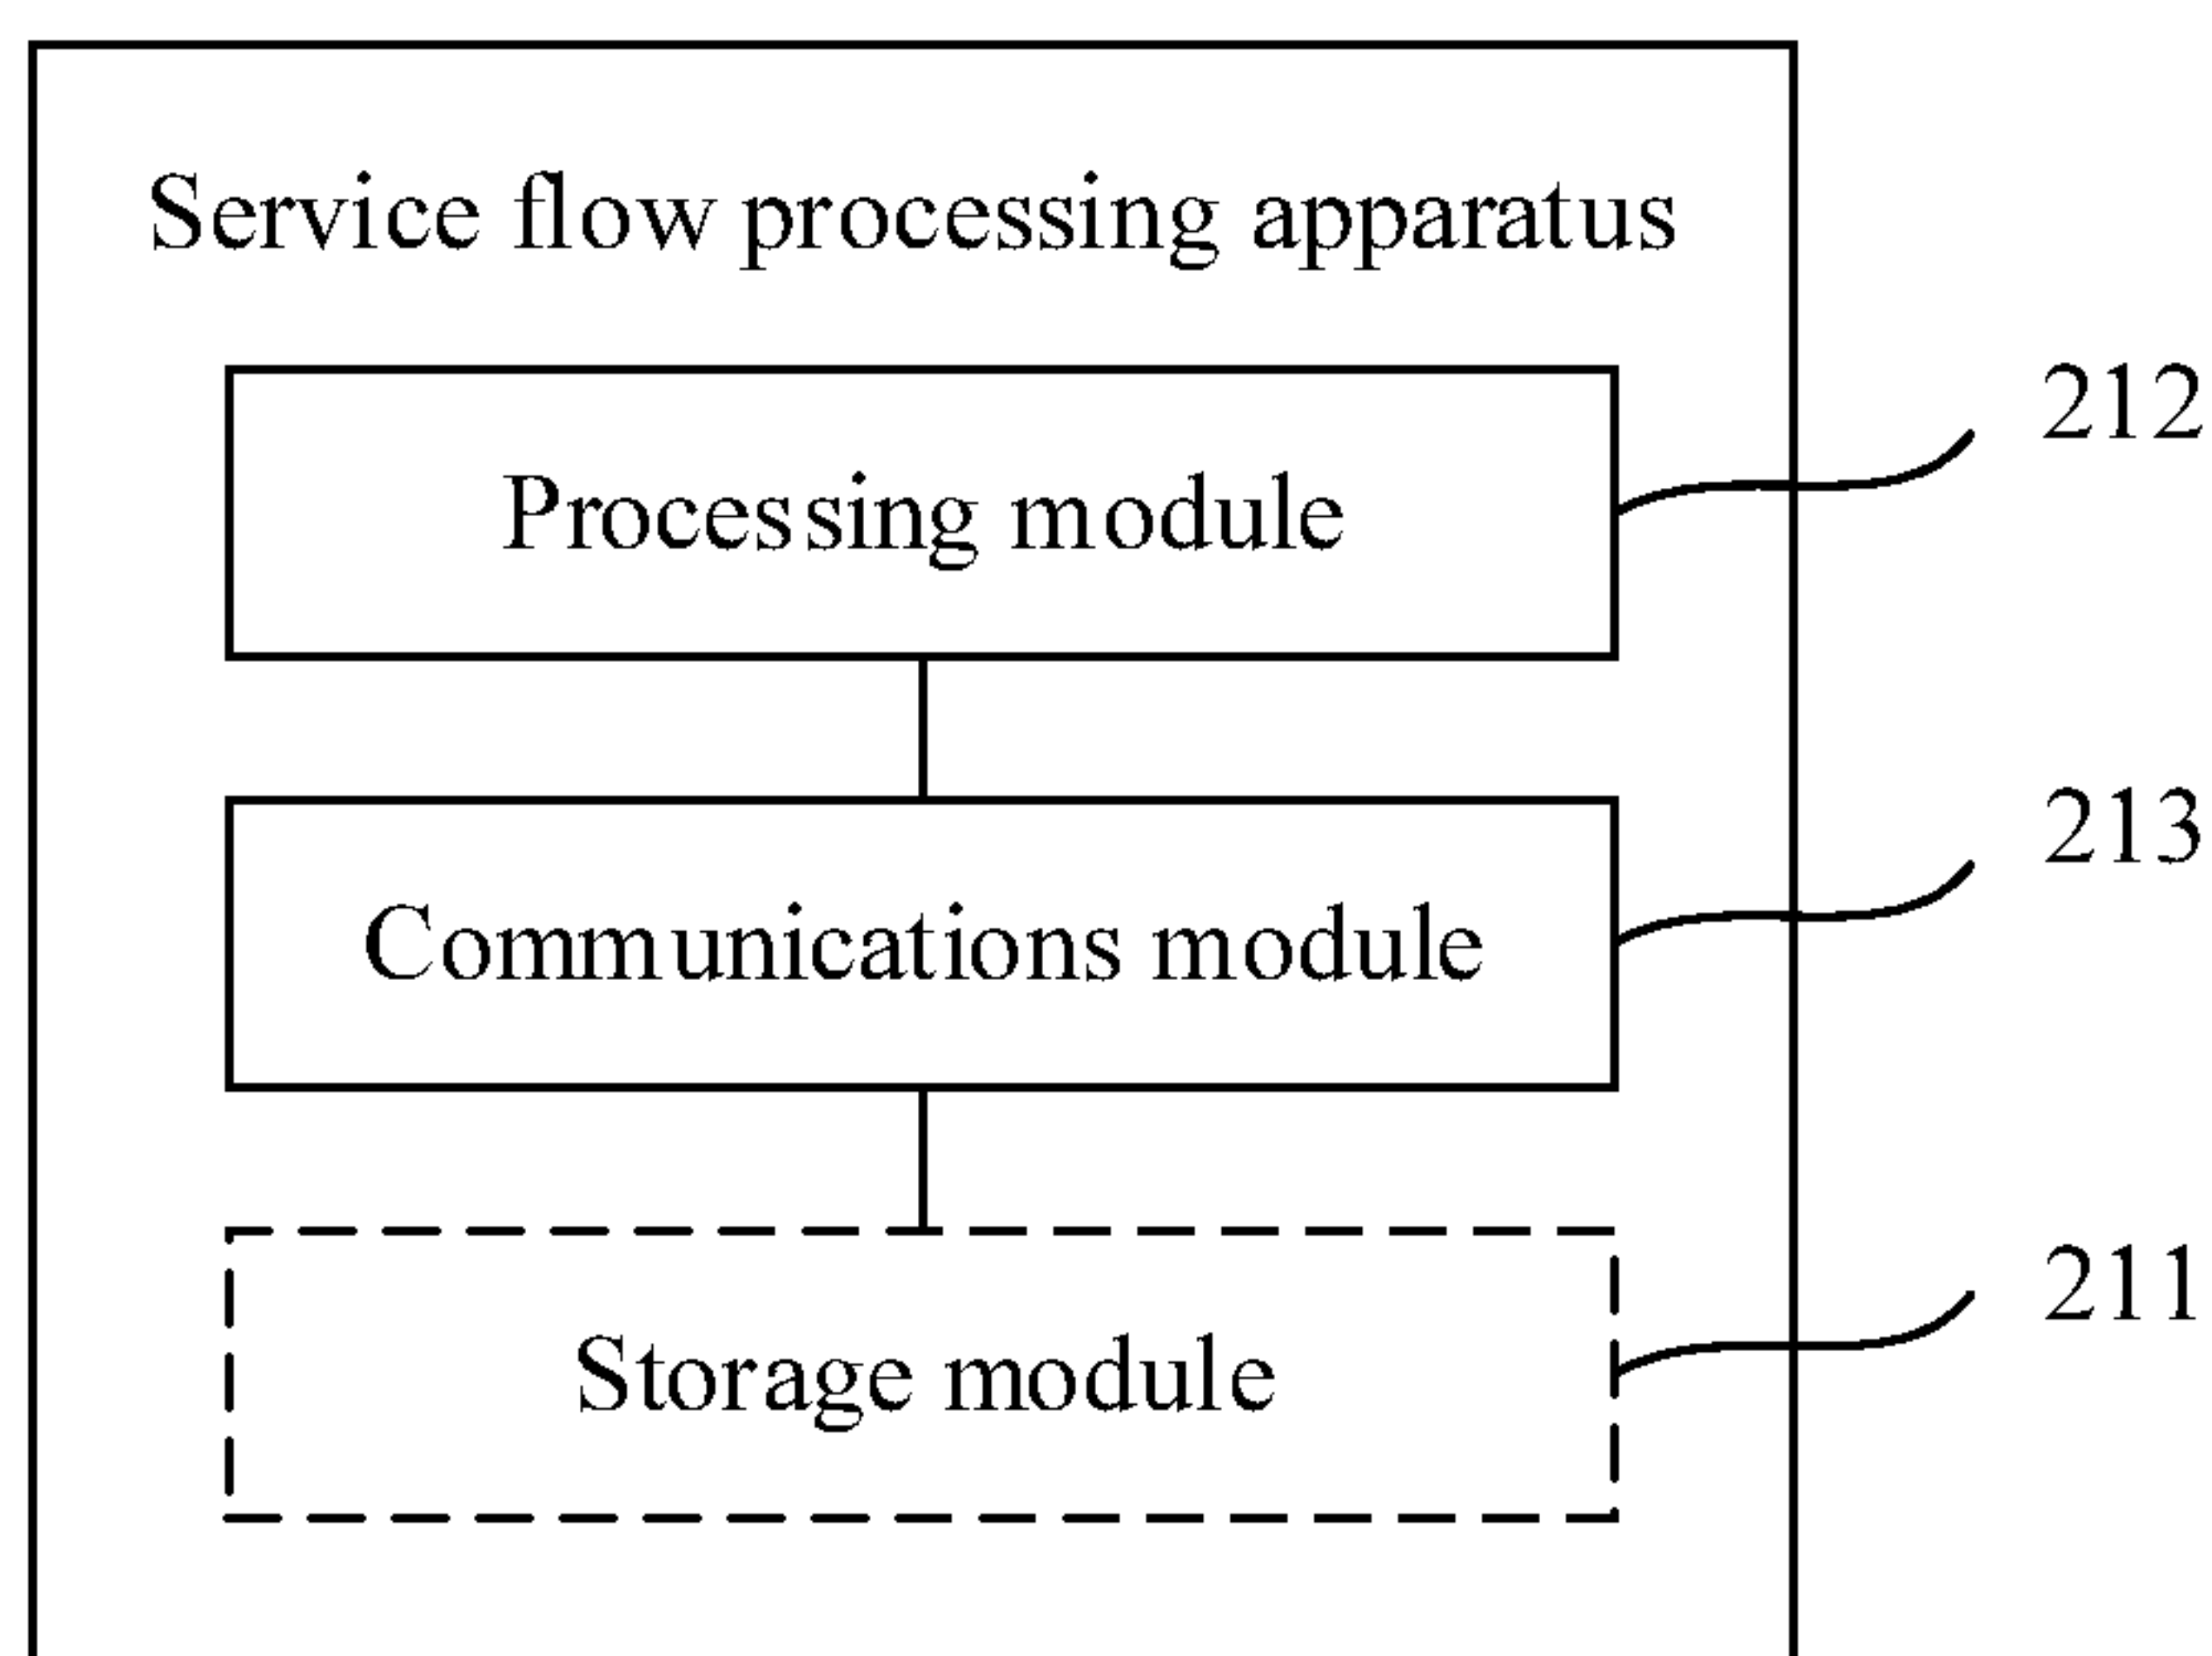 Service flow processing apparatus
212
Processing module
213
Communications module
211
Storage module